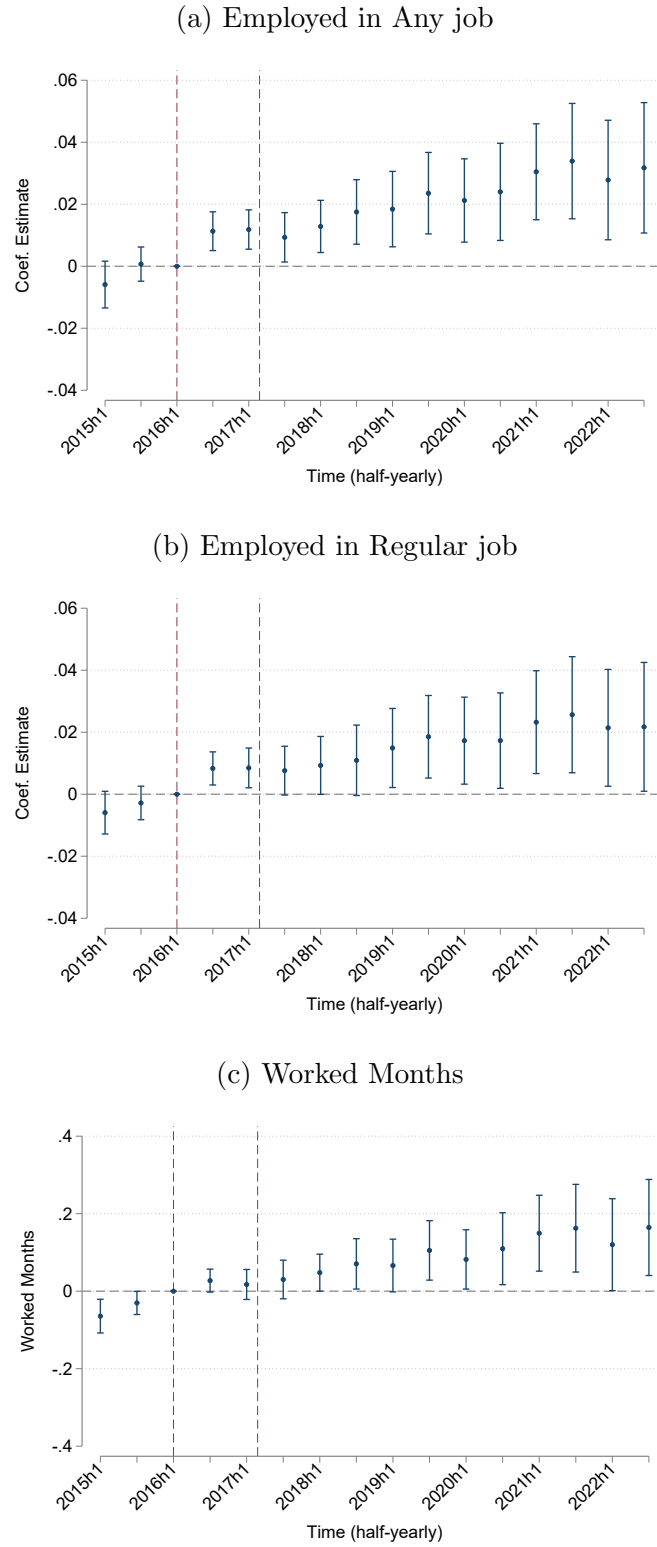 (a) Employed in Any job
.06
.04
.02
0
-.02
-.04
Coef. Estimate
2015h1
2016h1
2017h1
2018h1
2019h1
2020h1
2021h1
2022h1
Time (half-yearly)
(b) Employed in Regular job
.06
.04
.02
0
-.02
-.04
Coef. Estimate
2015h1
2016h1
2017h1
2018h1
2019h1
2020h1
2021h1
2022h1
Time (half-yearly)
(c) Worked Months
.4
.2
0
-.2
-.4
Worked Months
2015h1
2016h1
2017h1
2018h1
2019h1
2020h1
2021h1
2022h1
Time (half-yearly)